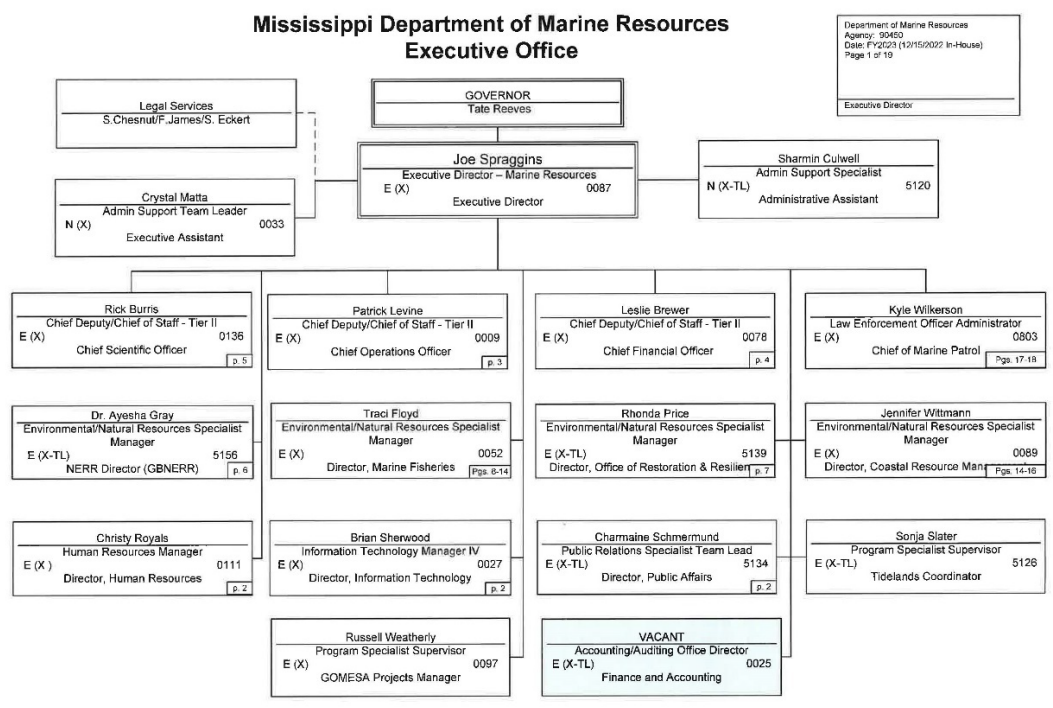 Mississippi Department of Marine Resources
Executive Office
Department of Marine Resources
Agency: 90450
Date: FY2023 (12/15/2022 In-House)
Page 1 of 19
Executive Director
GOVERNOR
Tate Reeves
Legal Services
S.Chesnut/F.James/S. Eckert
Joe Spraggins
Executive Director – Marine Resources
E (X) 0087
Executive Director
Sharmin Culwell
Admin Support Specialist
N (X-TL) 5120
Administrative Assistant
Crystal Matta
Admin Support Team Leader
N (X) 0033
Executive Assistant
Rick Burris
Chief Deputy/Chief of Staff - Tier II
E (X) 0136
Chief Scientific Officer
p. 5
Patrick Levine
Chief Deputy/Chief of Staff - Tier II
E (X) 0009
Chief Operations Officer
p. 3
Leslie Brewer
Chief Deputy/Chief of Staff - Tier II
E (X) 0078
Chief Financial Officer
p. 4
Kyle Wilkerson
Law Enforcement Officer Administrator
E (X) 0803
Chief of Marine Patrol
Pgs. 17-18
Dr. Ayesha Gray
Environmental/Natural Resources Specialist
Manager
E (X-TL) 5156
NERR Director (GBNERR)
p. 6
Traci Floyd
Environmental/Natural Resources Specialist
Manager
E (X) 0052
Director, Marine Fisheries
Pgs. 8-14
Rhonda Price
Environmental/Natural Resources Specialist
Manager
E (X-TL) 5139
Director, Office of Restoration & Resilien
p. 7
Jennifer Wittmann
Environmental/Natural Resources Specialist
Manager
E (X) 0089
Director, Coastal Resource
Pgs. 14-16
Christy Royals
Human Resources Manager
E (X ) 0111
Director, Human Resources
p. 2
Brian Sherwood
Information Technology Manager IV
E (X) 0027
Director, Information Technology
p. 2
Charmaine Schmermund
Public Relations Specialist Team Lead
E (X-TL) 5134
Director, Public Affairs
p. 2
Sonja Slater
Program Specialist Supervisor
E (X-TL) 5126
Tidelands Coordinator
Russell Weatherly
Program Specialist Supervisor
E (X) 0097
GOMESA Projects Manager
VACANT
Accounting/Auditing Office Director
E (X-TL) 0025
Finance and Accounting